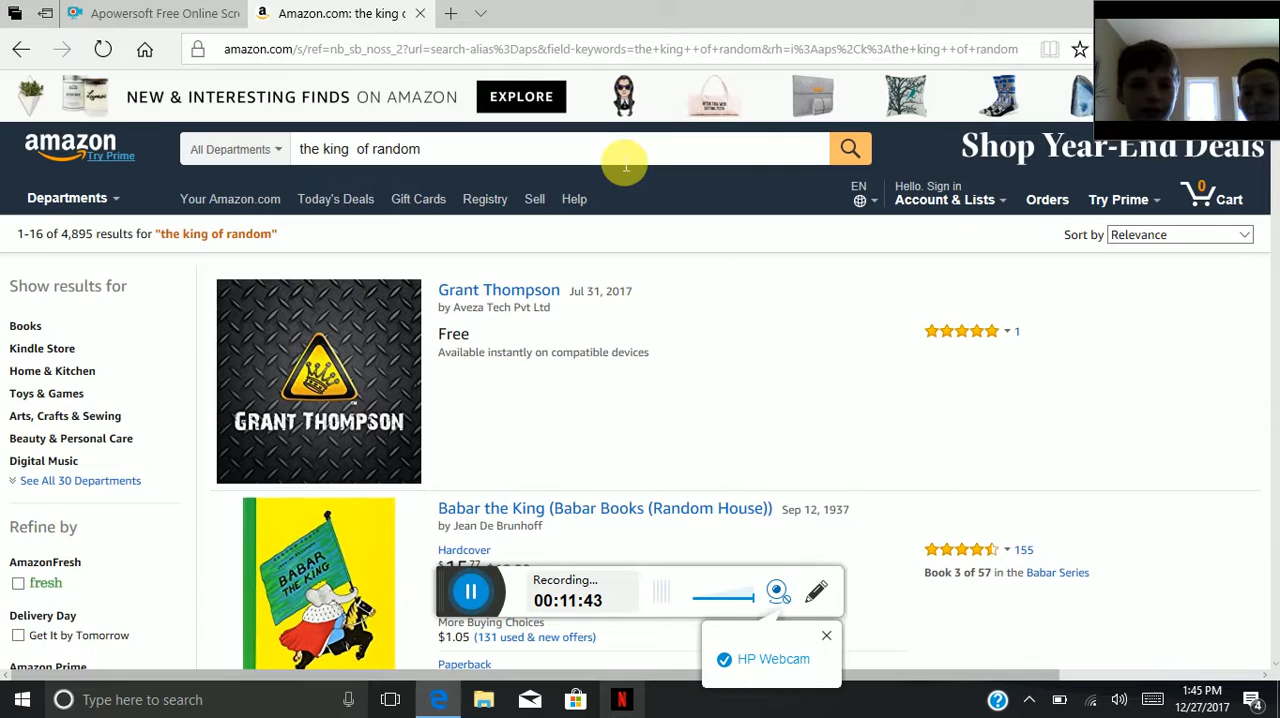 Apowersoft Free Online Scre
Amazon.com: the king o
amazon.com/s/ref=nb_sb_noss_2?url=search-alias%3Daps&field-keywords=the+king++of+random&rh=i%3Aaps%2Ck%3Athe+king++of+random
NEW & INTERESTING FINDS ON AMAZON
EXPLORE
amazon
Try Prime
All Departments
the king  of random
Shop Year-End Deals
Departments
Your Amazon.com
Today's Deals
Gift Cards
Registry
Sell
Help
EN
Hello. Sign in
Account & Lists
Orders
Try Prime
0
Cart
1-16 of 4,895 results for "the king of random"
Sort by Relevance
Show results for
Books
Kindle Store
Home & Kitchen
Toys & Games
Arts, Crafts & Sewing
Beauty & Personal Care
Digital Music
See All 30 Departments
Refine by
AmazonFresh
fresh
Delivery Day
Get It by Tomorrow
Amazon Prime
GRANT THOMPSON
Grant Thompson Jul 31, 2017
by Aveza Tech Pvt Ltd
Free
Available instantly on compatible devices
1
BABAR
THE KING
Babar the King (Babar Books (Random House)) Sep 12, 1937
by Jean De Brunhoff
Hardcover
More Buying Choices
$1.05 (131 used & new offers)
Paperback
155
Book 3 of 57 in the Babar Series
Recording...
00:11:43
HP Webcam
Type here to search
N
1:45 PM
12/27/2017
4